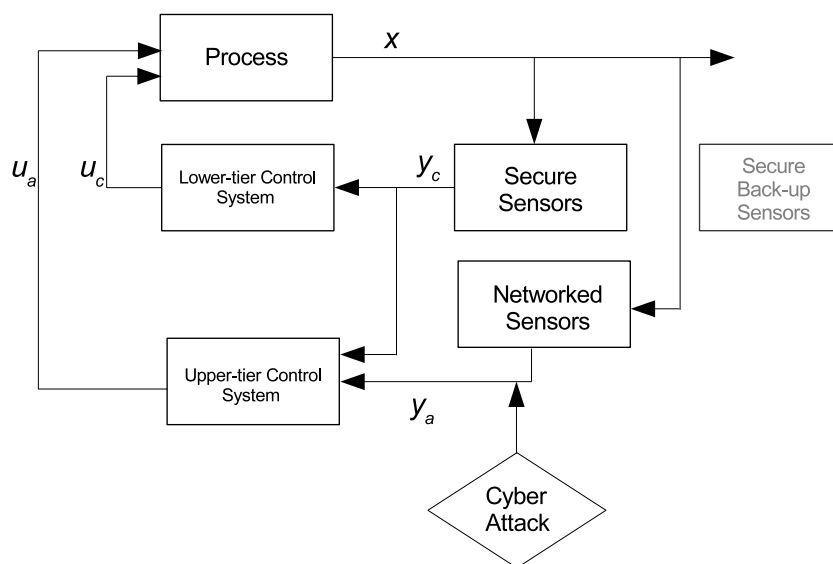 x
Process
u_a
u_c
Lower-tier Control
System
y_c
Secure
Sensors
Secure
Back-up
Sensors
Networked
Sensors
Upper-tier Control
System
y_a
Cyber
Attack